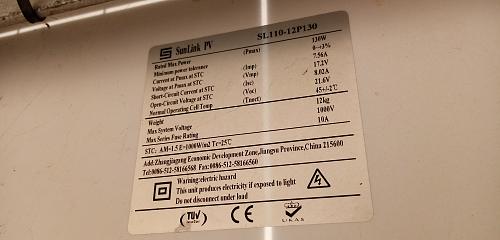 SunLink PV SL110-12P130
Rated Max Power (Pmax) 130W
Minimum power tolerance 0~+3%
Current at Pmax at STC (Imp) 7.56A
Voltage at Pmax at STC (Vmp) 17.2V
Short-Circuit Current at STC (Isc) 8.02A
Open-Circuit Voltage at STC (Voc) 21.6V
Normal Operating Cell Temp (Tnoct) 45+/-2℃
Weight 12kg
Max System Voltage 1000V
Max Series Fuse Rating 10A
STC: AM=1.5 E=1000W/m2 Tc=25℃
Add: Zhangjiagang Economic Development Zone,Jiangsu Province,China 215600
Tel:0086-512-58166568 Fax:0086-512-58166560
Warning:electric hazard
This unit produces electricity if exposed to light
Do not disconnect under load
TÜV CE UKAS